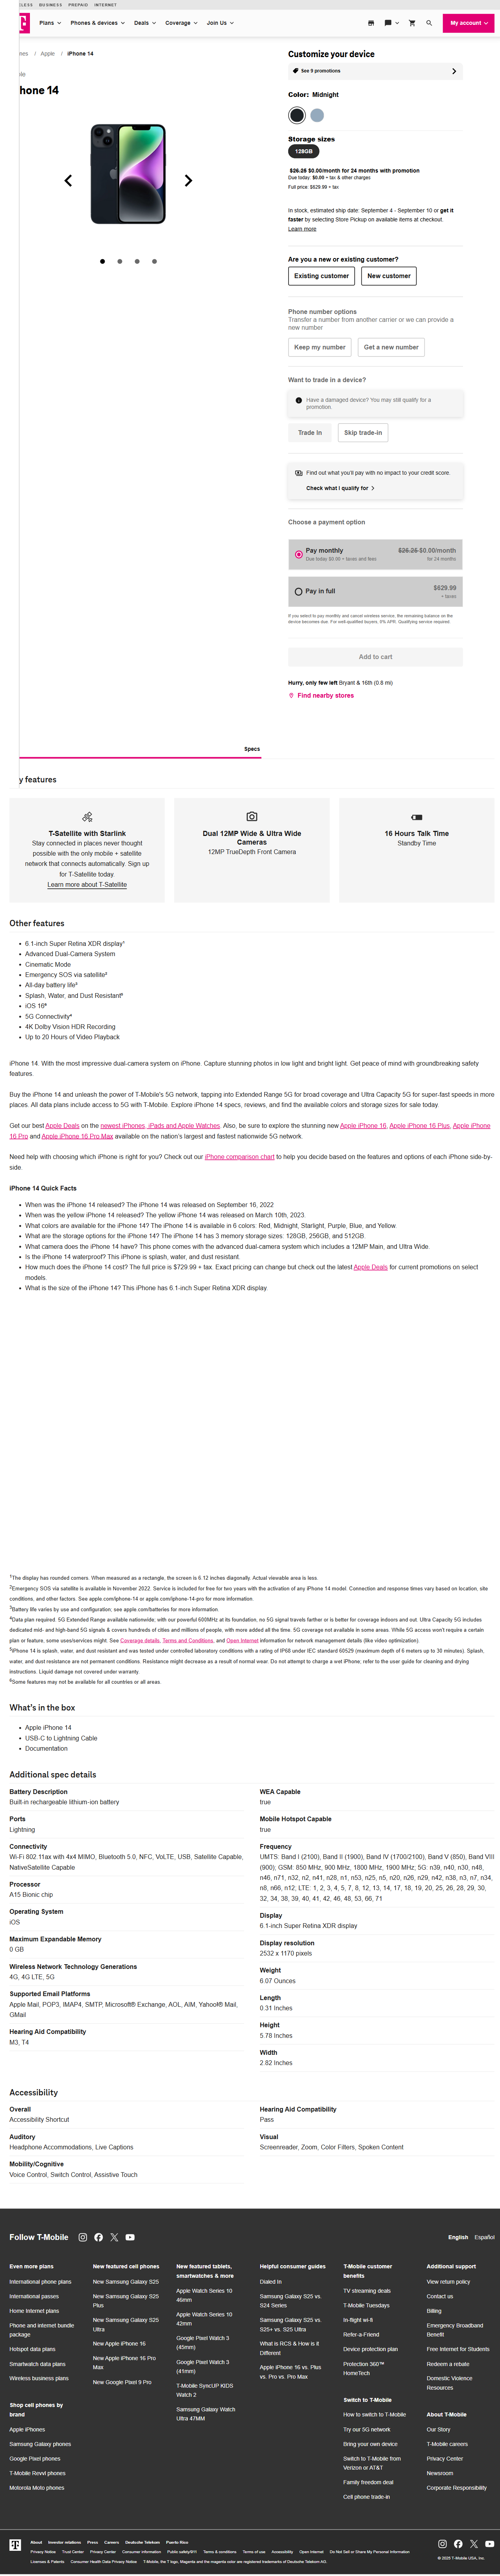 BUSINESS PREPAID INTERNET
Plans Phones & devices Deals Coverage Join Us My account
/ Apple / iPhone 14
hone 14
Customize your device
See 9 promotions
Color: Midnight
Storage sizes
128GB
$26.25 $0.00/month for 24 months with promotion
Due today: $0.00 + tax & other charges
Full price: $629.99 + tax
In stock, estimated ship date: September 4 - September 10 or get it
faster by selecting Store Pickup on available items at checkout.
Learn more
Are you a new or existing customer?
Existing customer New customer
Phone number options
Transfer a number from another carrier or we can provide a
new number
Keep my number Get a new number
Want to trade in a device?
Have a damaged device? You may still qualify for a
promotion.
Trade In Skip trade-in
Find out what you'll pay with no impact to your credit score.
Check what I qualify for
Choose a payment option
Pay monthly $26.25 $0.00/month
Due today $0.00 + taxes and fees for 24 months
Pay in full $629.99
+ taxes
If you select to pay monthly and cancel wireless service, the remaining balance on the
device becomes due. For well-qualified buyers, 0% APR. Qualifying service required.
Add to cart
Hurry, only few left Bryant & 16th (0.8 mi)
Find nearby stores
Specs
y features
T-Satellite with Starlink
Stay connected in places never thought
possible with the only mobile + satellite
network that connects automatically. Sign up
for T-Satellite today.
Learn more about T-Satellite
Dual 12MP Wide & Ultra Wide
Cameras
12MP TrueDepth Front Camera
16 Hours Talk Time
Standby Time
Other features
• 6.1-inch Super Retina XDR display¹
• Advanced Dual-Camera System
• Cinematic Mode
• Emergency SOS via satellite²
• All-day battery life³
• Splash, Water, and Dust Resistant⁵
• iOS 16⁶
• 5G Connectivity⁴
• 4K Dolby Vision HDR Recording
• Up to 20 Hours of Video Playback
iPhone 14. With the most impressive dual-camera system on iPhone. Capture stunning photos in low light and bright light. Get peace of mind with groundbreaking safety
features.
Buy the iPhone 14 and unleash the power of T-Mobile's 5G network, tapping into Extended Range 5G for broad coverage and Ultra Capacity 5G for super-fast speeds in more
places. All data plans include access to 5G with T-Mobile. Explore iPhone 14 specs, reviews, and find the available colors and storage sizes for sale today.
Get our best Apple Deals on the newest iPhones, iPads and Apple Watches. Also, be sure to explore the stunning new Apple iPhone 16, Apple iPhone 16 Plus, Apple iPhone
16 Pro and Apple iPhone 16 Pro Max available on the nation's largest and fastest nationwide 5G network.
Need help with choosing which iPhone is right for you? Check out our iPhone comparison chart to help you decide based on the features and options of each iPhone side-by-
side.
iPhone 14 Quick Facts
• When was the iPhone 14 released? The iPhone 14 was released on September 16, 2022
• When was the yellow iPhone 14 released? The yellow iPhone 14 was released on March 10th, 2023.
• What colors are available for the iPhone 14? The iPhone 14 is available in 6 colors: Red, Midnight, Starlight, Purple, Blue, and Yellow.
• What are the storage options for the iPhone 14? The iPhone 14 has 3 memory storage sizes: 128GB, 256GB, and 512GB.
• What camera does the iPhone 14 have? This phone comes with the advanced dual-camera system which includes a 12MP Main, and Ultra Wide.
• Is the iPhone 14 waterproof? This iPhone is splash, water, and dust resistant.
• How much does the iPhone 14 cost? The full price is $729.99 + tax. Exact pricing can change but check out the latest Apple Deals for current promotions on select
models.
• What is the size of the iPhone 14? This iPhone has 6.1-inch Super Retina XDR display.
¹The display has rounded corners. When measured as a rectangle, the screen is 6.12 inches diagonally. Actual viewable area is less.
²Emergency SOS via satellite is available in November 2022. Service is included for free for two years with the activation of any iPhone 14 model. Connection and response times vary based on location, site
conditions, and other factors. See apple.com/iphone-14 or apple.com/iphone-14-pro for more information.
³Battery life varies by use and configuration; see apple.com/batteries for more information.
⁴Data plan required. 5G Extended Range available nationwide; with our powerful 600MHz at its foundation, no 5G signal travels farther or is better for coverage indoors and out. Ultra Capacity 5G includes
dedicated mid- and high-band 5G signals & covers hundreds of cities and millions of people, with more added all the time. 5G coverage not available in some areas. While 5G access won't require a certain
plan or feature, some uses/services might. See Coverage details, Terms and Conditions, and Open Internet information for network management details (like video optimization).
⁵iPhone 14 is splash, water, and dust resistant and was tested under controlled laboratory conditions with a rating of IP68 under IEC standard 60529 (maximum depth of 6 meters up to 30 minutes). Splash,
water, and dust resistance are not permanent conditions. Resistance might decrease as a result of normal wear. Do not attempt to charge a wet iPhone; refer to the user guide for cleaning and drying
instructions. Liquid damage not covered under warranty.
⁶Some features may not be available for all countries or all areas.
What's in the box
• Apple iPhone 14
• USB-C to Lightning Cable
• Documentation
Additional spec details
Battery Description
Built-in rechargeable lithium-ion battery
Ports
Lightning
Connectivity
Wi-Fi 802.11ax with 4x4 MIMO, Bluetooth 5.0, NFC, VoLTE, USB, Satellite Capable,
NativeSatellite Capable
Processor
A15 Bionic chip
Operating System
iOS
Maximum Expandable Memory
0 GB
Wireless Network Technology Generations
4G, 4G LTE, 5G
Supported Email Platforms
Apple Mail, POP3, IMAP4, SMTP, Microsoft® Exchange, AOL, AIM, Yahoo!® Mail,
GMail
Hearing Aid Compatibility
M3, T4
WEA Capable
true
Mobile Hotspot Capable
true
Frequency
UMTS: Band I (2100), Band II (1900), Band IV (1700/2100), Band V (850), Band VIII
(900); GSM: 850 MHz, 900 MHz, 1800 MHz, 1900 MHz; 5G: n39, n40, n30, n48,
n46, n71, n32, n2, n41, n28, n1, n53, n25, n5, n20, n26, n29, n42, n38, n3, n7, n34,
n8, n66, n12; LTE: 1, 2, 3, 4, 5, 7, 8, 12, 13, 14, 17, 18, 19, 20, 25, 26, 28, 29, 30,
32, 34, 38, 39, 40, 41, 42, 46, 48, 53, 66, 71
Display
6.1-inch Super Retina XDR display
Display resolution
2532 x 1170 pixels
Weight
6.07 Ounces
Length
0.31 Inches
Height
5.78 Inches
Width
2.82 Inches
Accessibility
Overall
Accessibility Shortcut
Auditory
Headphone Accommodations, Live Captions
Mobility/Cognitive
Voice Control, Switch Control, Assistive Touch
Hearing Aid Compatibility
Pass
Visual
Screenreader, Zoom, Color Filters, Spoken Content
Follow T-Mobile English Español
Even more plans
International phone plans
International passes
Home Internet plans
Phone and internet bundle
package
Hotspot data plans
Smartwatch data plans
Wireless business plans
Shop cell phones by
brand
Apple iPhones
Samsung Galaxy phones
Google Pixel phones
T-Mobile Revvl phones
Motorola Moto phones
New featured cell phones
New Samsung Galaxy S25
New Samsung Galaxy S25
Plus
New Samsung Galaxy S25
Ultra
New Apple iPhone 16
New Apple iPhone 16 Pro
Max
New Google Pixel 9 Pro
New featured tablets,
smartwatches & more
Apple Watch Series 10
46mm
Apple Watch Series 10
42mm
Google Pixel Watch 3
(45mm)
Google Pixel Watch 3
(41mm)
T-Mobile SyncUP KIDS
Watch 2
Samsung Galaxy Watch
Ultra 47MM
Helpful consumer guides
Dialed In
Samsung Galaxy S25 vs.
S24 Series
Samsung Galaxy S25 vs.
S25+ vs. S25 Ultra
What is RCS & How is it
Different
Apple iPhone 16 vs. Plus
vs. Pro vs. Pro Max
T-Mobile customer
benefits
TV streaming deals
T-Mobile Tuesdays
In-flight wi-fi
Refer-a-Friend
Device protection plan
Protection 360™
HomeTech
Switch to T-Mobile
How to switch to T-Mobile
Try our 5G network
Bring your own device
Switch to T-Mobile from
Verizon or AT&T
Family freedom deal
Cell phone trade-in
Additional support
View return policy
Contact us
Billing
Emergency Broadband
Benefit
Free Internet for Students
Redeem a rebate
Domestic Violence
Resources
About T-Mobile
Our Story
T-Mobile careers
Privacy Center
Newsroom
Corporate Responsibility
About Investor relations Press Careers Deutsche Telekom Puerto Rico
Privacy Notice Trust Center Privacy Center Consumer information Public safety/911 Terms & conditions Terms of use Accessibility Open Internet Do Not Sell or Share My Personal Information
Licenses & Patents Consumer Health Data Privacy Notice T-Mobile, the T logo, Magenta and the magenta color are registered trademarks of Deutsche Telekom AG.
© 2025 T-Mobile USA, Inc.